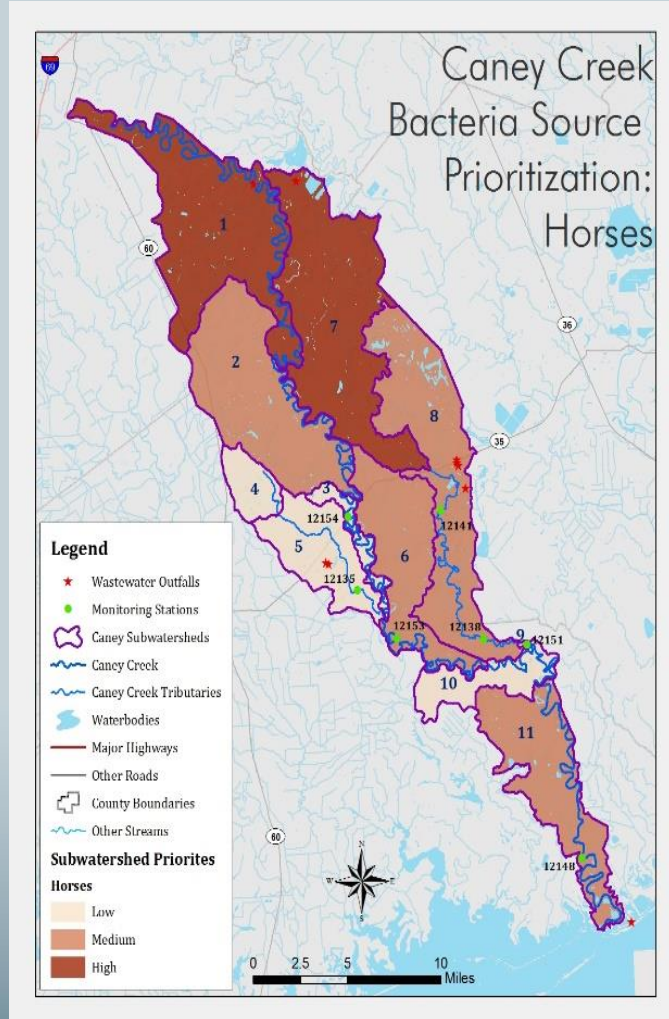 Caney Creek
Bacteria Source
Prioritization:
Horses
69
60
1
7
36
2
8
35
4
3
12154
12141
5
6
12135
12153
12138
9
12151
10
11
60
12148
Legend
Wastewater Outfalls
Monitoring Stations
Caney Subwatersheds
Caney Creek
Caney Creek Tributaries
Waterbodies
Major Highways
Other Roads
County Boundaries
Other Streams
Subwatershed Priorites
Horses
Low
Medium
High
N
W
E
S
0 2.5 5 10
Miles